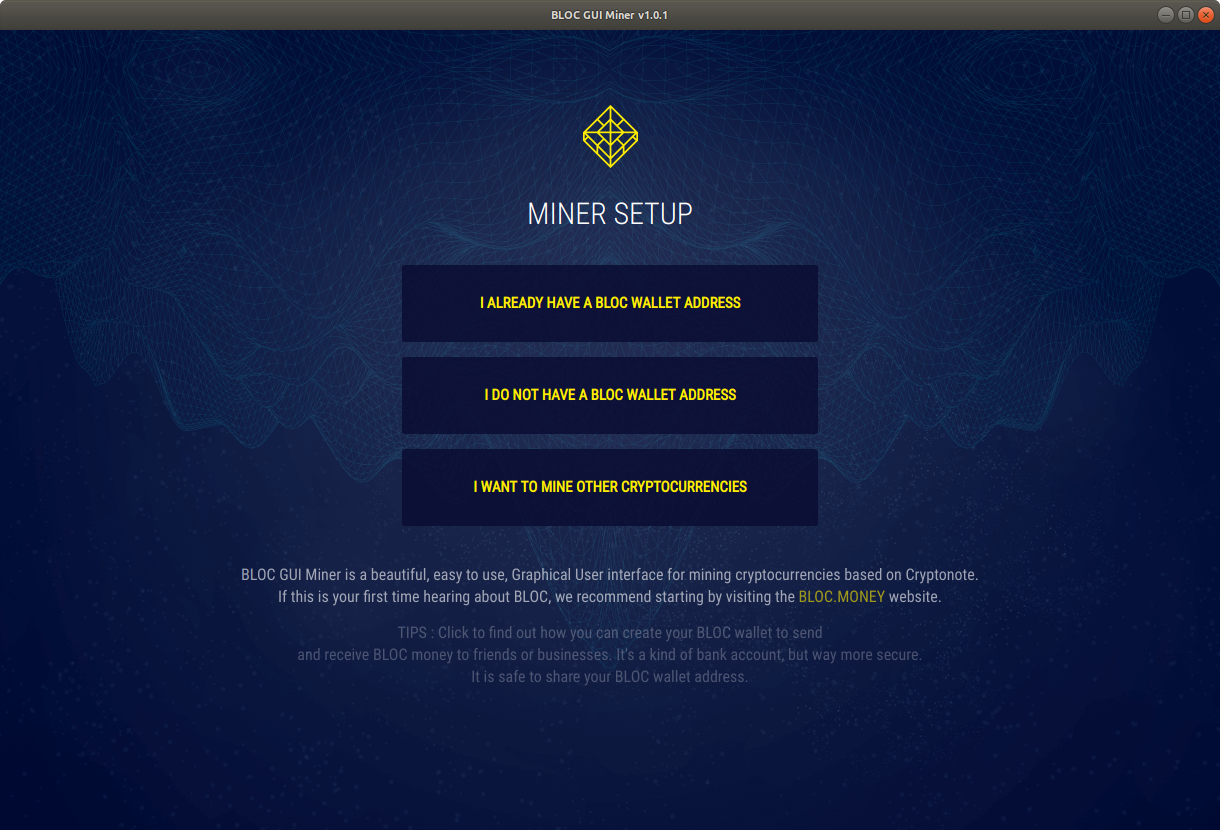 BLOC GUI Miner v1.0.1
MINER SETUP
I ALREADY HAVE A BLOC WALLET ADDRESS
I DO NOT HAVE A BLOC WALLET ADDRESS
I WANT TO MINE OTHER CRYPTOCURRENCIES
BLOC GUI Miner is a beautiful, easy to use, Graphical User interface for mining cryptocurrencies based on Cryptonote.
If this is your first time hearing about BLOC, we recommend starting by visiting the BLOC.MONEY website.
TIPS : Click to find out how you can create your BLOC wallet to send
and receive BLOC money to friends or businesses. It's a kind of bank account, but way more secure.
It is safe to share your BLOC wallet address.